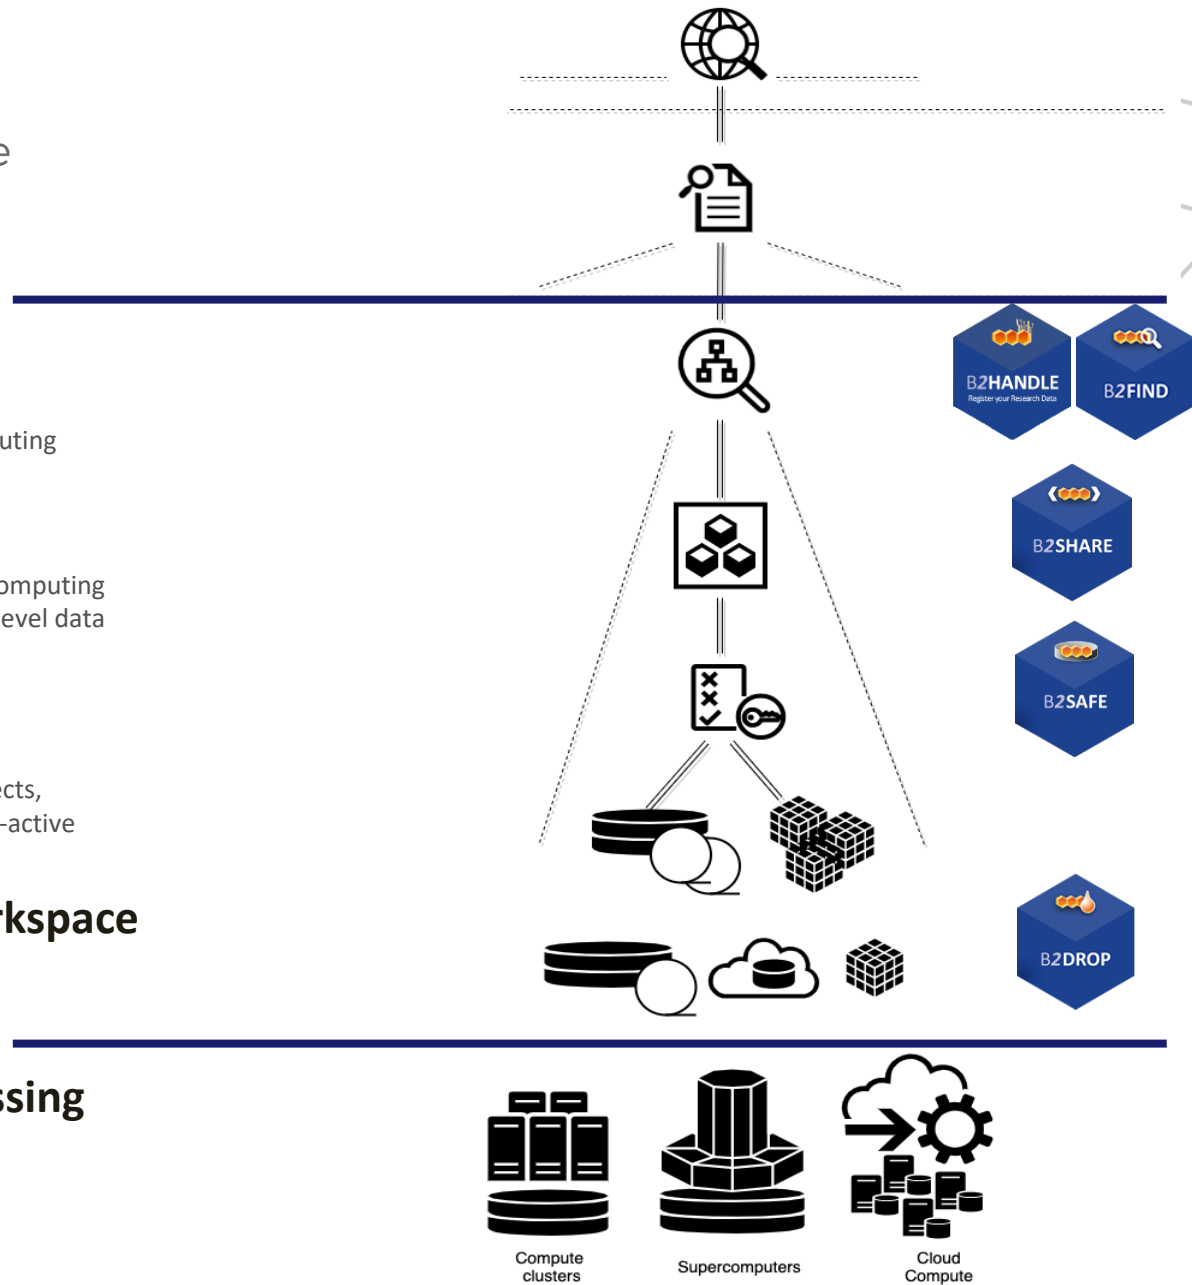 e
B2HANDLE
Register your Research Data
B2FIND
uting
B2SHARE
omputing
evel data
B2SAFE
ects,
-active
rkspace
B2DROP
ssing
Compute
clusters
Supercomputers
Cloud
Compute